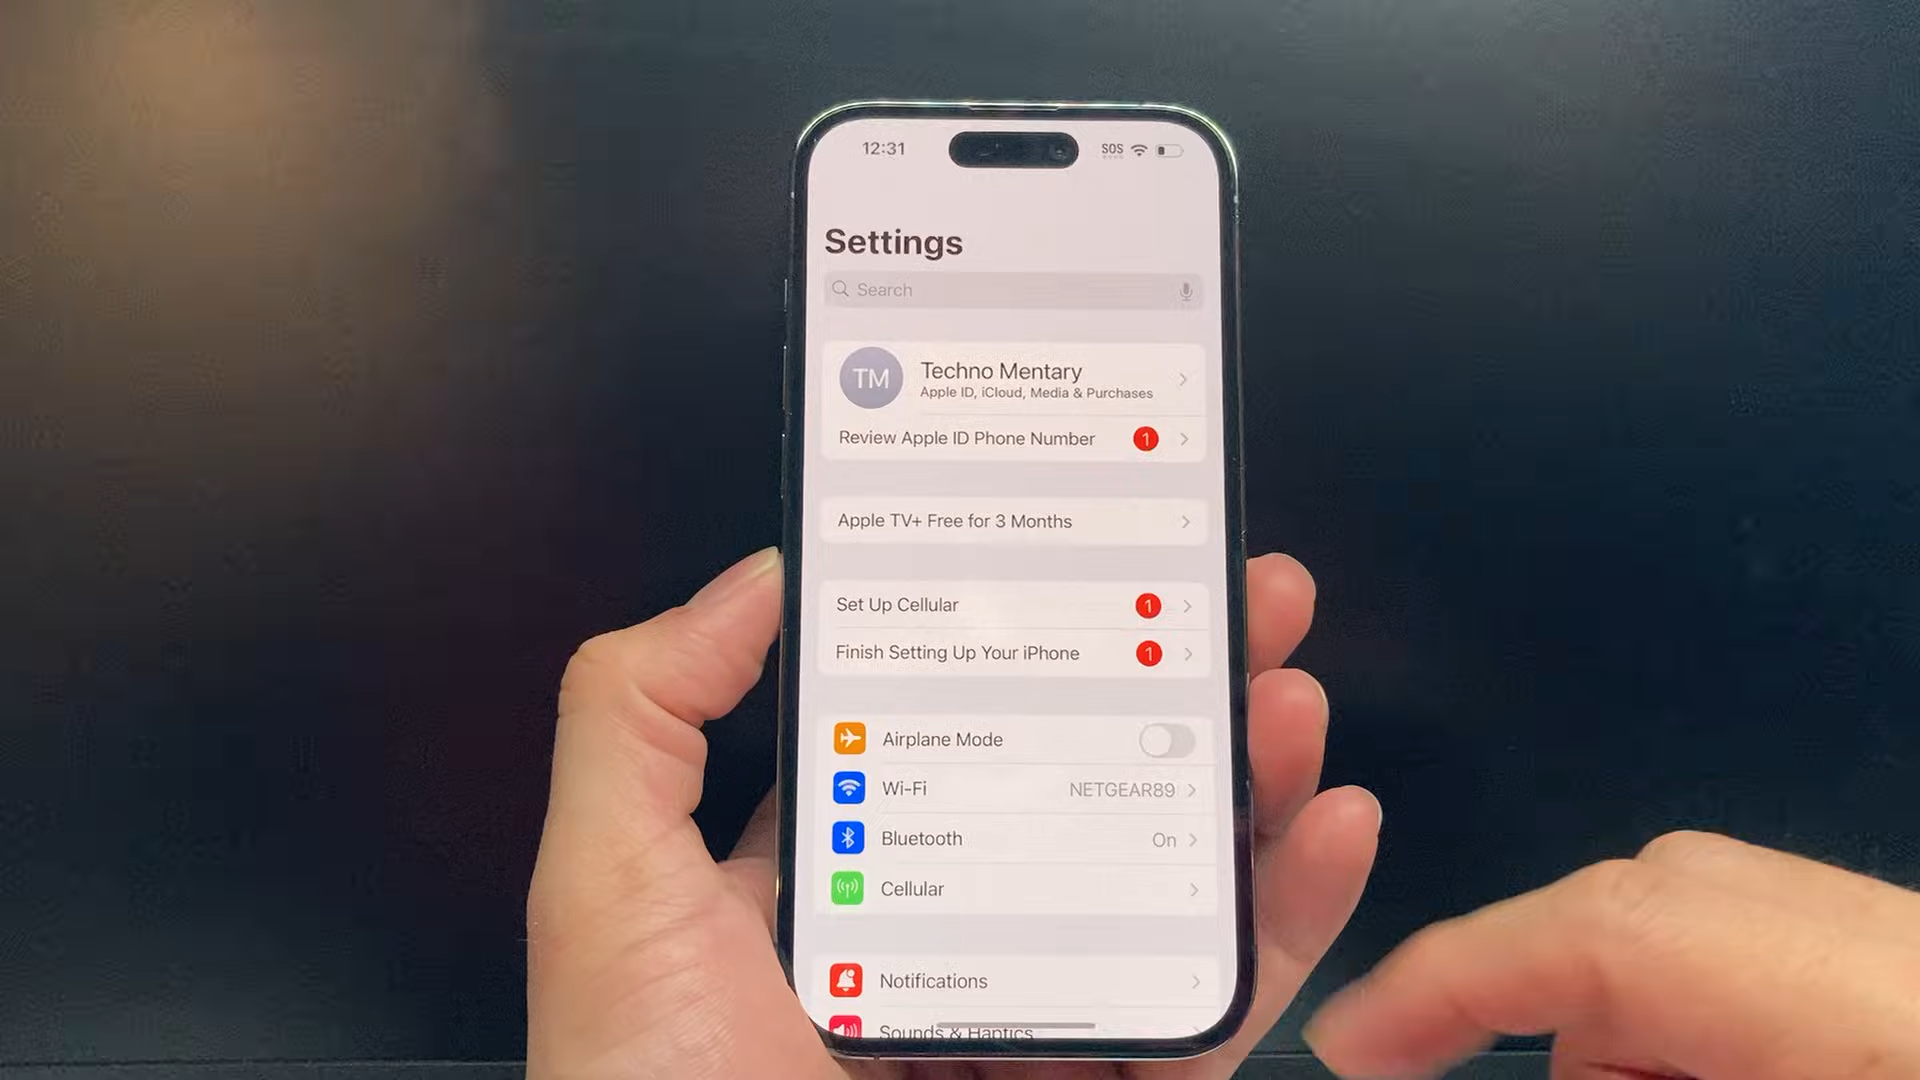 12:31
SOS
Settings
Search
TM
Techno Mentary
Apple ID, iCloud, Media & Purchases
Review Apple ID Phone Number 1
Apple TV+ Free for 3 Months
Set Up Cellular 1
Finish Setting Up Your iPhone 1
Airplane Mode
Wi-Fi NETGEAR89
Bluetooth On
Cellular
Notifications
Sounds & Haptics